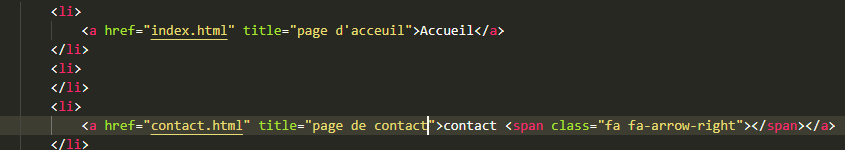 <li>
<a href="index.html" title="page d'acceuil">Accueil</a>
</li>
<li>
</li>
<li>
<a href="contact.html" title="page de contact">contact <span class="fa fa-arrow-right"></span></a>
</li>